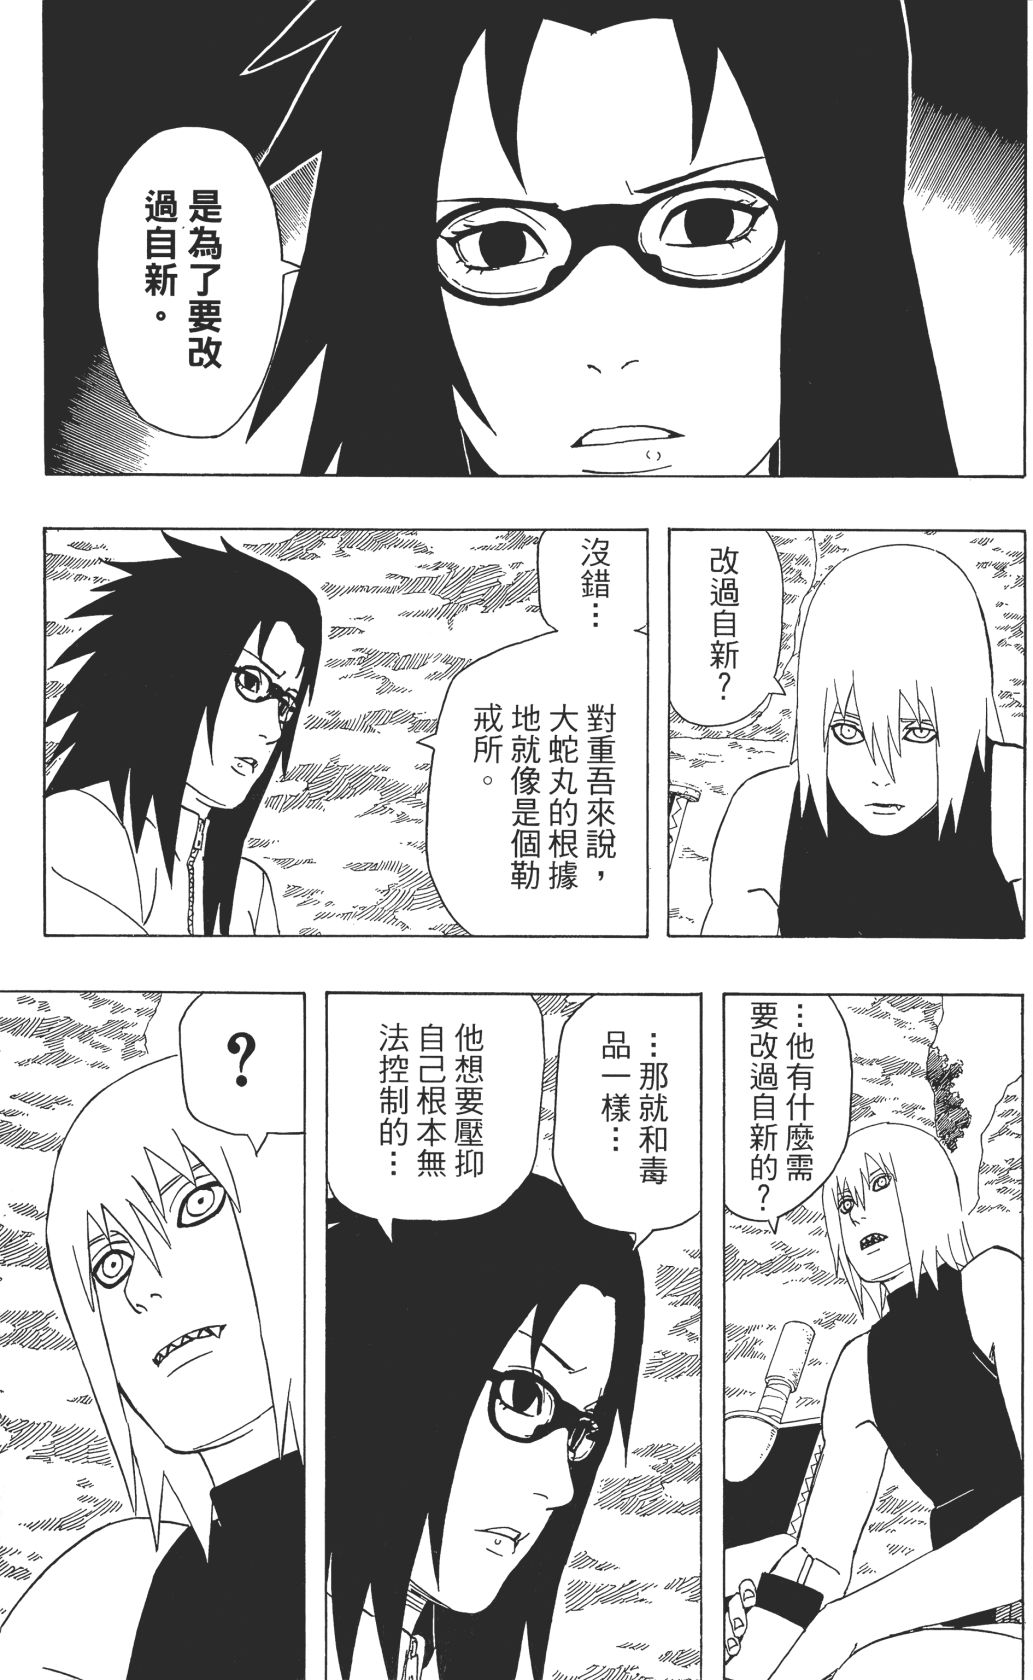 是為了要改
過自新。
改過自新？
沒錯…
對重吾來說，
大蛇丸的根據
地就像是個勒
戒所。
…他有什麼需
要改過自新的？
…那就和毒
品一樣…
他想要壓抑
自己根本無
法控制的…
？